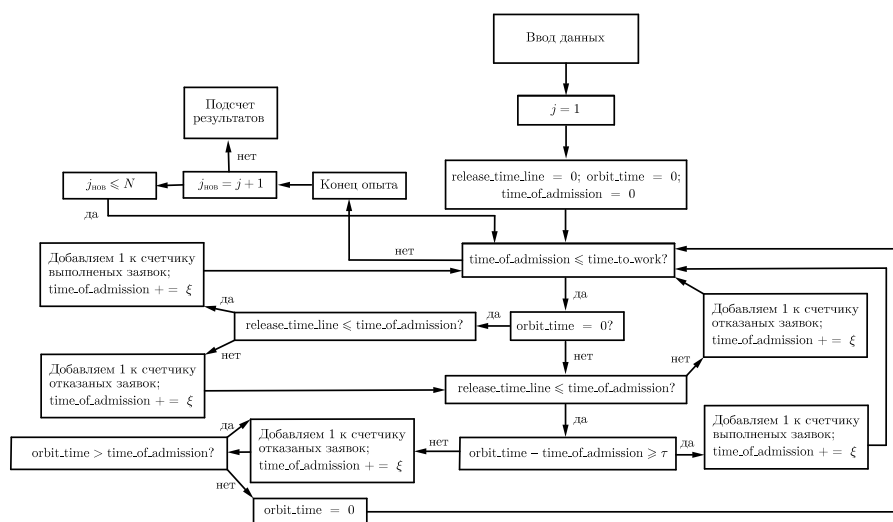 Ввод данных
j = 1
release_time_line = 0; orbit_time = 0;
time_of_admission = 0
Подсчет
результатов
нет
j_нов ⩽ N
j_нов = j + 1
Конец опыта
да
нет
time_of_admission ⩽ time_to_work?
да
Добавляем 1 к счетчику
выполненых заявок;
time_of_admission + = ξ
да
release_time_line ⩽ time_of_admission?
да
orbit_time = 0?
Добавляем 1 к счетчику
отказаных заявок;
time_of_admission + = ξ
нет
нет
нет
Добавляем 1 к счетчику
отказаных заявок;
time_of_admission + = ξ
release_time_line ⩽ time_of_admission?
да
orbit_time > time_of_admission?
да
Добавляем 1 к счетчику
отказаных заявок;
time_of_admission + = ξ
нет
orbit_time − time_of_admission ⩾ τ
да
Добавляем 1 к счетчику
выполненых заявок;
time_of_admission + = ξ
нет
orbit_time = 0